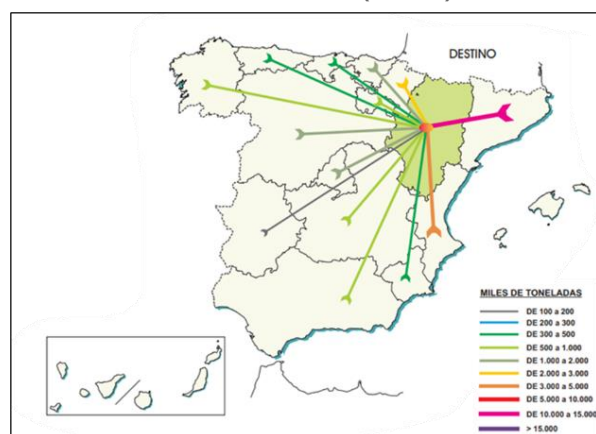 DESTINO
MILES DE TONELADAS
DE 100 a 200
DE 200 a 300
DE 300 a 500
DE 500 a 1.000
DE 1.000 a 2.000
DE 2.000 a 3.000
DE 3.000 a 5.000
DE 5.000 a 10.000
DE 10.000 a 15.000
> 15.000